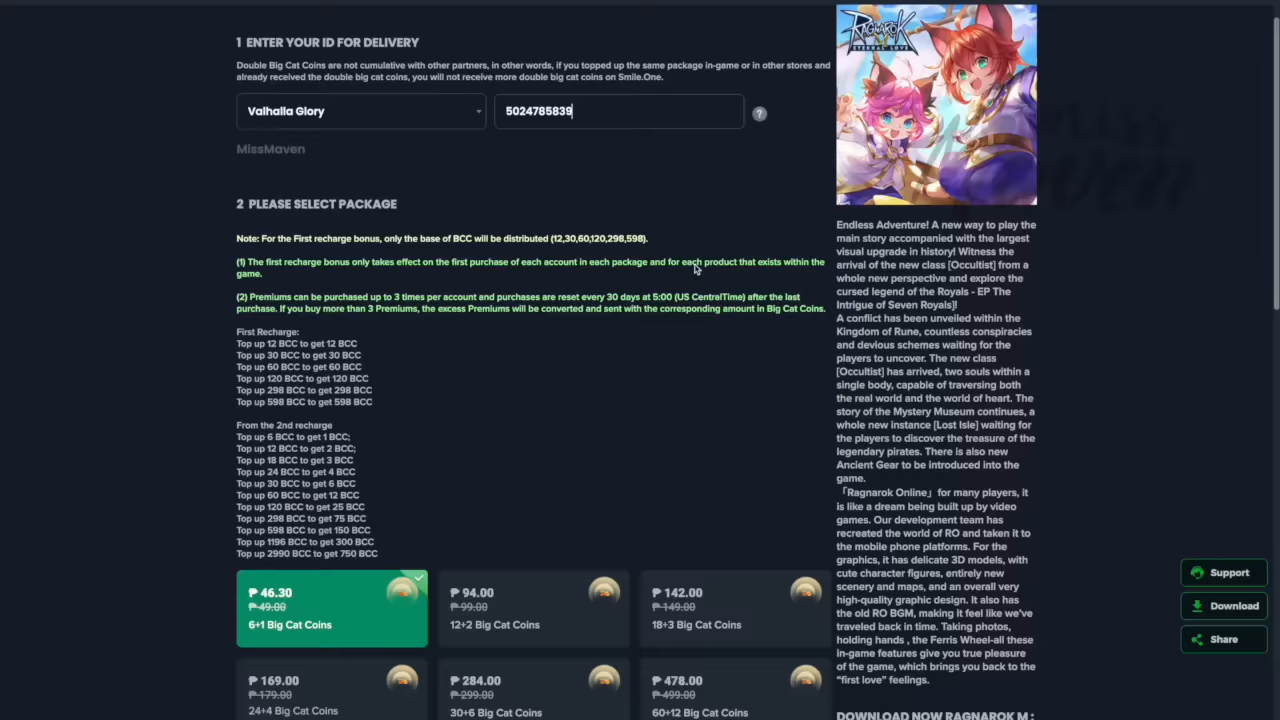 1 ENTER YOUR ID FOR DELIVERY
Double Big Cat Coins are not cumulative with other partners, in other words, if you topped up the same package in-game or in other stores and
already received the double big cat coins, you will not receive more double big cat coins on Smile.One.
Valhalla Glory
5024785839
?
MissMaven
2 PLEASE SELECT PACKAGE
Note: For the First recharge bonus, only the base of BCC will be distributed (12,30,60,120,298,598).
(1) The first recharge bonus only takes effect on the first purchase of each account in each package and for each product that exists within the
game.
(2) Premiums can be purchased up to 3 times per account and purchases are reset every 30 days at 5:00 (US CentralTime) after the last
purchase. If you buy more than 3 Premiums, the excess Premiums will be converted and sent with the corresponding amount in Big Cat Coins.
First Recharge:
Top up 12 BCC to get 12 BCC
Top up 30 BCC to get 30 BCC
Top up 60 BCC to get 60 BCC
Top up 120 BCC to get 120 BCC
Top up 298 BCC to get 298 BCC
Top up 598 BCC to get 598 BCC
From the 2nd recharge
Top up 6 BCC to get 1 BCC;
Top up 12 BCC to get 2 BCC;
Top up 18 BCC to get 3 BCC
Top up 24 BCC to get 4 BCC
Top up 30 BCC to get 6 BCC
Top up 60 BCC to get 12 BCC
Top up 120 BCC to get 25 BCC
Top up 298 BCC to get 75 BCC
Top up 598 BCC to get 150 BCC
Top up 1196 BCC to get 300 BCC
Top up 2990 BCC to get 750 BCC
₱ 46.30
₱ 49.00
6+1 Big Cat Coins
₱ 94.00
₱ 99.00
12+2 Big Cat Coins
₱ 142.00
₱ 149.00
18+3 Big Cat Coins
₱ 169.00
₱ 179.00
24+4 Big Cat Coins
₱ 284.00
₱ 299.00
30+6 Big Cat Coins
₱ 478.00
₱ 499.00
60+12 Big Cat Coins
RAGNAROK M
ETERNAL LOVE
miss
maven
Endless Adventure! A new way to play the
main story accompanied with the largest
visual upgrade in history! Witness the
arrival of the new class [Occultist] from a
whole new perspective and explore the
cursed legend of the Royals - EP The
Intrigue of Seven Royals]!
A conflict has been unveiled within the
Kingdom of Rune, countless conspiracies
and devious schemes waiting for the
players to uncover. The new class
[Occultist] has arrived, two souls within a
single body, capable of traversing both
the real world and the world of heart. The
story of the Mystery Museum continues, a
whole new instance [Lost Isle] waiting for
the players to discover the treasure of the
legendary pirates. There is also new
Ancient Gear to be introduced into the
game.
「Ragnarok Online」for many players, it
is like a dream being built up by video
games. Our development team has
recreated the world of RO and taken it to
the mobile phone platforms. For the
graphics, it has delicate 3D models, with
cute character figures, entirely new
scenery and maps, and an overall very
high-quality graphic design. It also has
the old RO BGM, making it feel like we've
traveled back in time. Taking photos,
holding hands , the Ferris Wheel-all these
in-game features give you true pleasure
of the game, which brings you back to the
"first love" feelings.
DOWNLOAD NOW RAGNAROK M :
Support
Download
Share